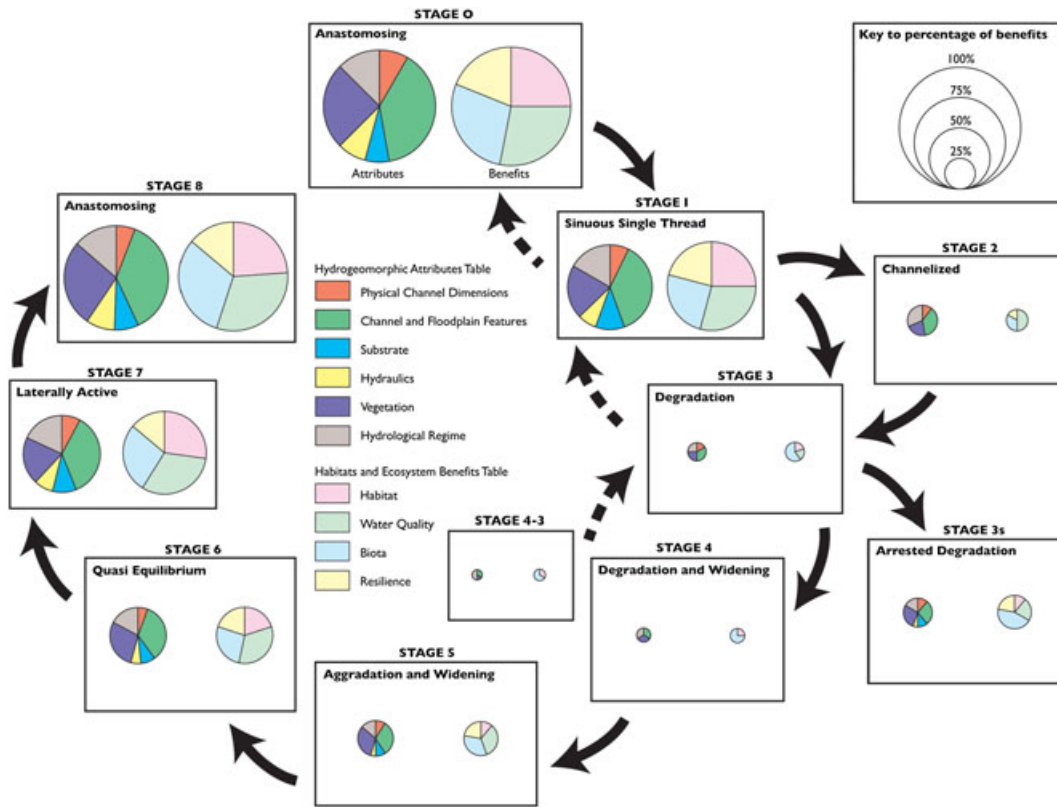 STAGE O
Anastomosing
Attributes
Benefits
Key to percentage of benefits
100%
75%
50%
25%
STAGE 8
Anastomosing
STAGE I
Sinuous Single Thread
STAGE 2
Channelized
Hydrogeomorphic Attributes Table
Physical Channel Dimensions
Channel and Floodplain Features
Substrate
Hydraulics
Vegetation
Hydrological Regime
Habitats and Ecosystem Benefits Table
Habitat
Water Quality
Biota
Resilience
STAGE 7
Laterally Active
STAGE 3
Degradation
STAGE 4-3
STAGE 4
Degradation and Widening
STAGE 3s
Arrested Degradation
STAGE 6
Quasi Equilibrium
STAGE 5
Aggradation and Widening